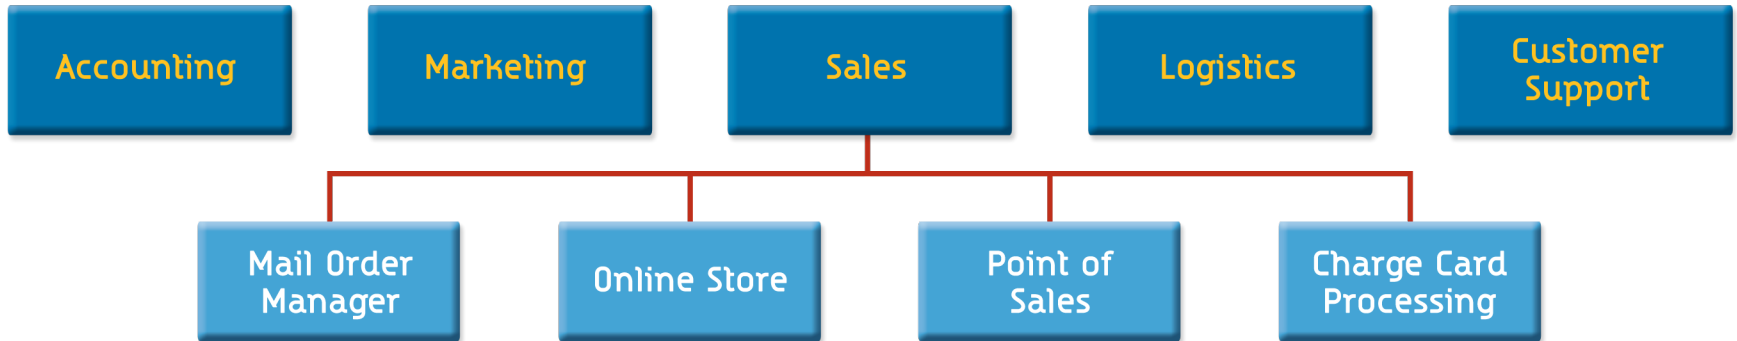 Accounting
Marketing
Sales
Logistics
Customer
Support
Mail Order
Manager
Online Store
Point of
Sales
Charge Card
Processing